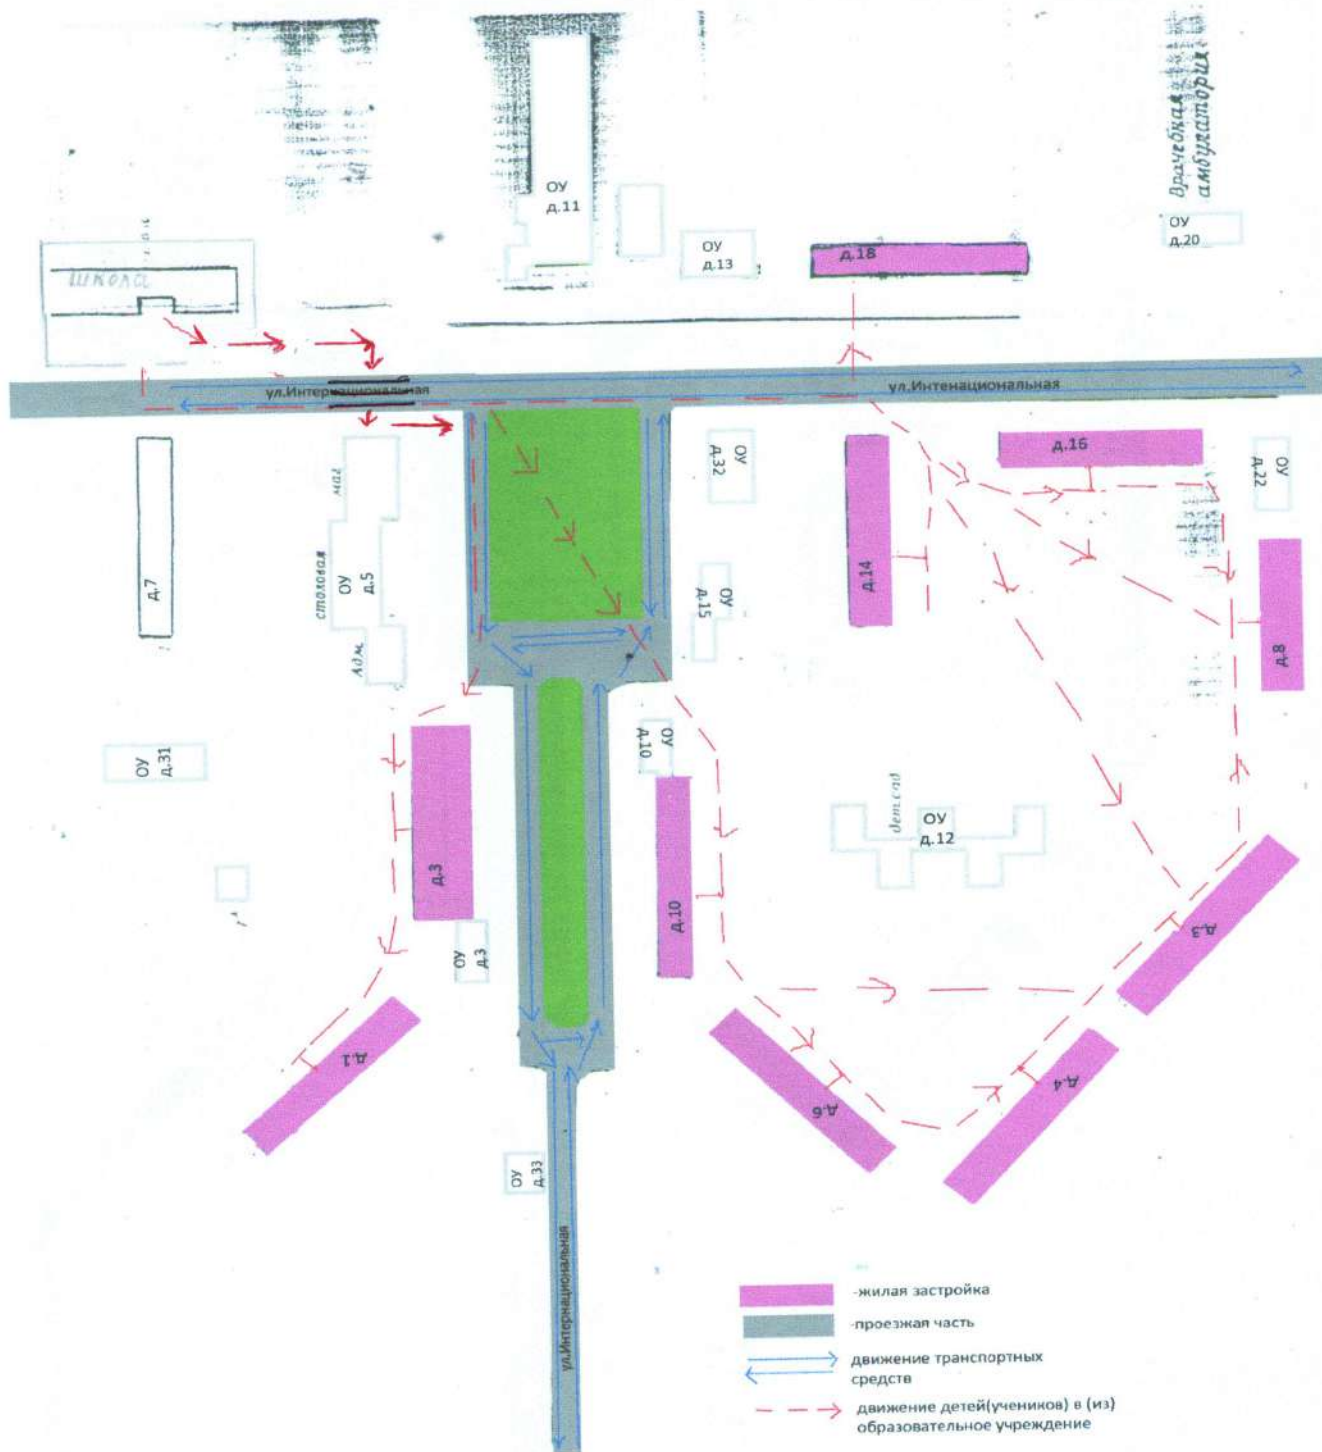 Врачебная
амбулатория
ОУ
д.11
ОУ
д.20
ОУ
д.13
д.18
школа
ул.Интернациональная
ул.Интенациональная
д.7
маг
столовая
ОУ
д.5
Адм.
ОУ
д.32
д.14
д.16
ОУ
д.22
ОУ
д.15
д.8
ОУ
д.31
ОУ
д.10
дет.сад
ОУ
д.12
д.3
д.10
д.3
ОУ
д.3
д.1
д.6
д.4
ОУ
д.33
ул.Интернациональная
-жилая застройка
-проезжая часть
движение транспортных
средств
движение детей(учеников) в (из)
образовательное учреждение